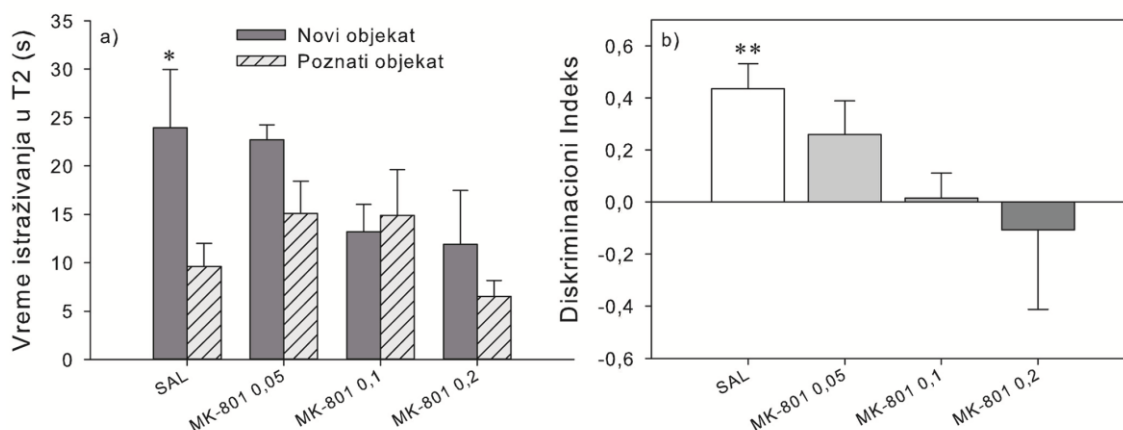 a)
Vreme istraživanja u T2 (s)
35
30
25
20
15
10
5
0
*
Novi objekat
Poznati objekat
SAL
MK-801 0,05
MK-801 0,1
MK-801 0,2
b)
Diskriminacioni Indeks
0,6
0,4
0,2
0,0
-0,2
-0,4
-0,6
**
SAL
MK-801 0,05
MK-801 0,1
MK-801 0,2